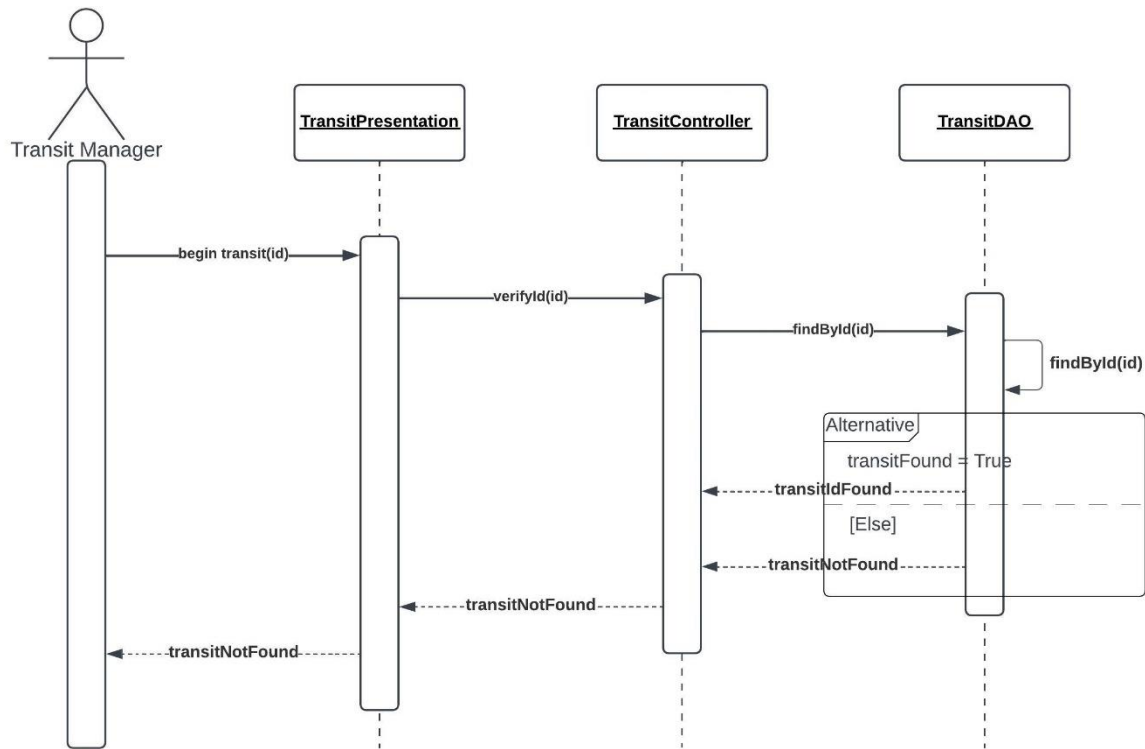 Transit Manager
TransitPresentation
TransitController
TransitDAO
begin transit(id)
verifyId(id)
findById(id)
findById(id)
Alternative
transitFound = True
transitIdFound
[Else]
transitNotFound
transitNotFound
transitNotFound